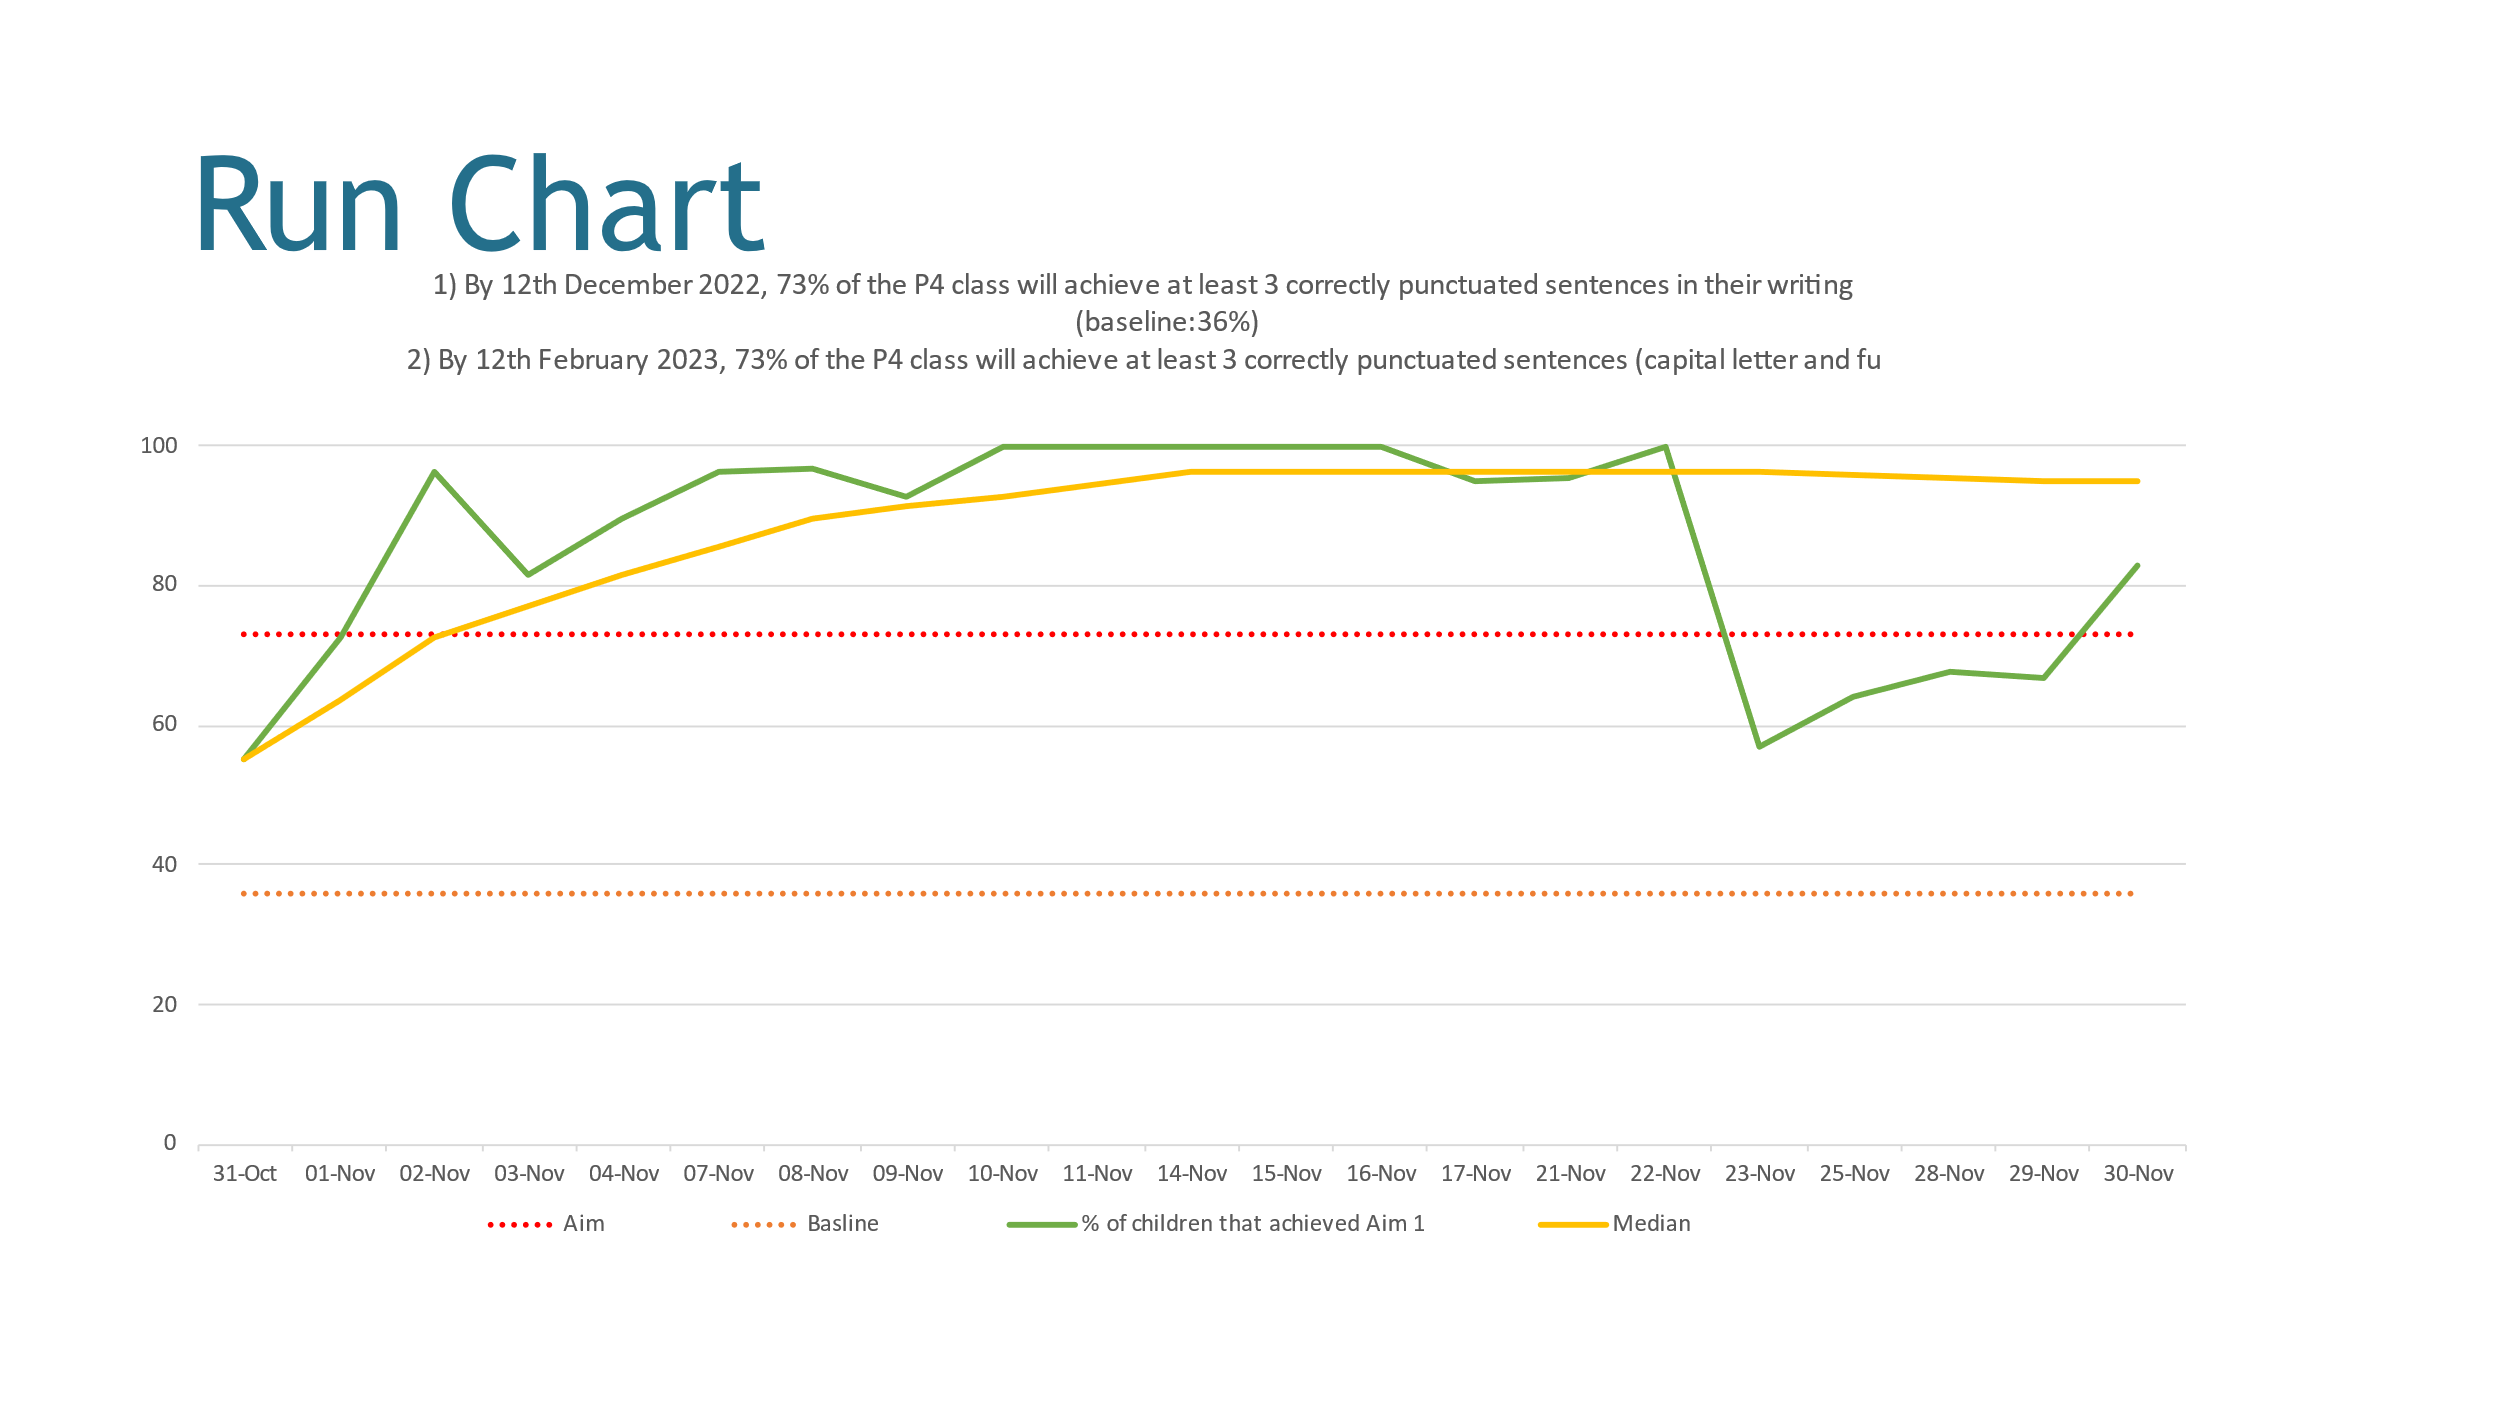 Run Chart
1) By 12th December 2022, 73% of the P4 class will achieve at least 3 correctly punctuated sentences in their writing
(baseline:36%)
2) By 12th February 2023, 73% of the P4 class will achieve at least 3 correctly punctuated sentences (capital letter and fu
100
80
60
40
20
0
31-Oct 01-Nov 02-Nov 03-Nov 04-Nov 07-Nov 08-Nov 09-Nov 10-Nov 11-Nov 14-Nov 15-Nov 16-Nov 17-Nov 21-Nov 22-Nov 23-Nov 25-Nov 28-Nov 29-Nov 30-Nov
Aim Basline % of children that achieved Aim 1 Median